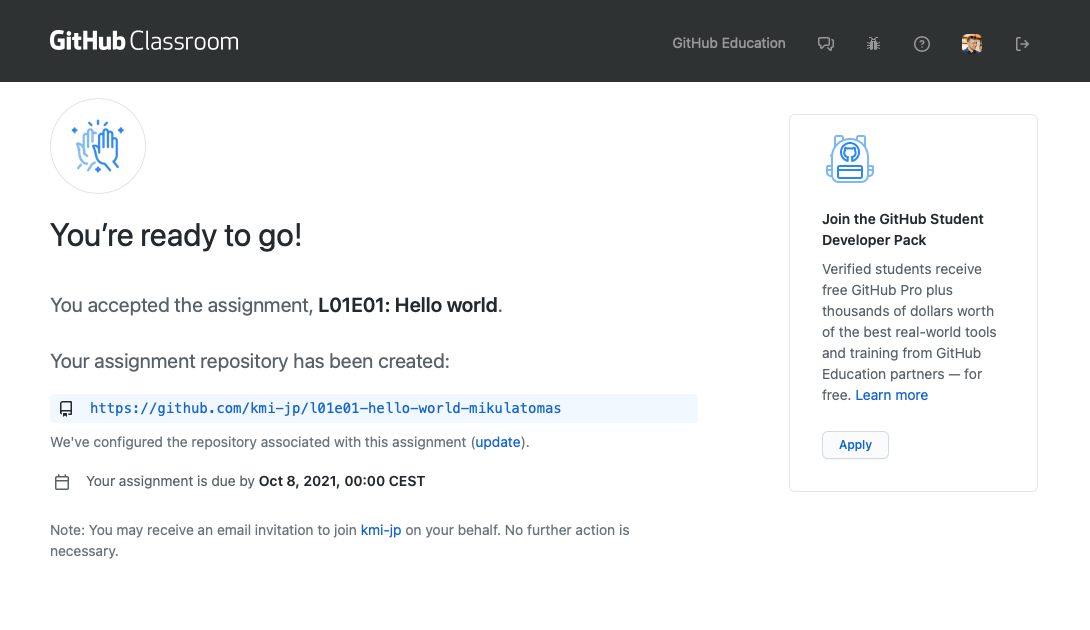 GitHub Classroom
GitHub Education
You're ready to go!
You accepted the assignment, L01E01: Hello world.
Your assignment repository has been created:
https://github.com/kmi-jp/l01e01-hello-world-mikulatomas
We've configured the repository associated with this assignment (update).
Your assignment is due by Oct 8, 2021, 00:00 CEST
Note: You may receive an email invitation to join kmi-jp on your behalf. No further action is
necessary.
Join the GitHub Student
Developer Pack
Verified students receive
free GitHub Pro plus
thousands of dollars worth
of the best real-world tools
and training from GitHub
Education partners — for
free. Learn more
Apply